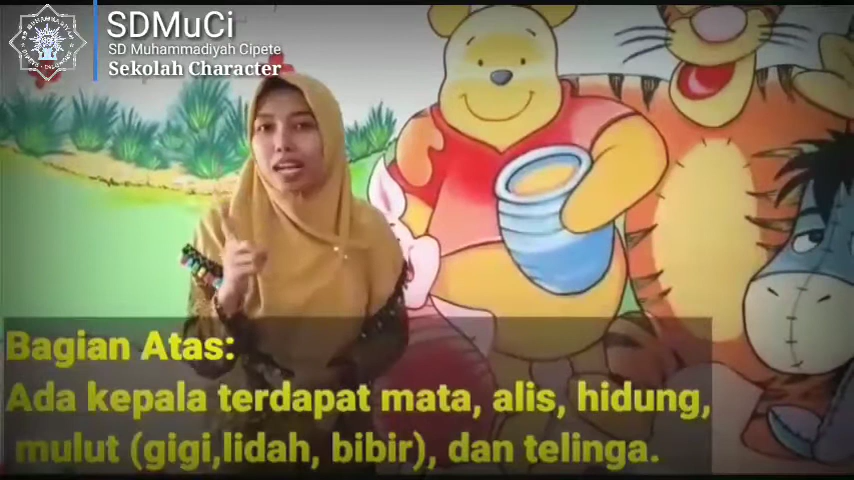 SDMuCi
SD Muhammadiyah Cipete
Sekolah Character
Bagian Atas:
Ada kepala terdapat mata, alis, hidung,
mulut (gigi,lidah, bibir), dan telinga.